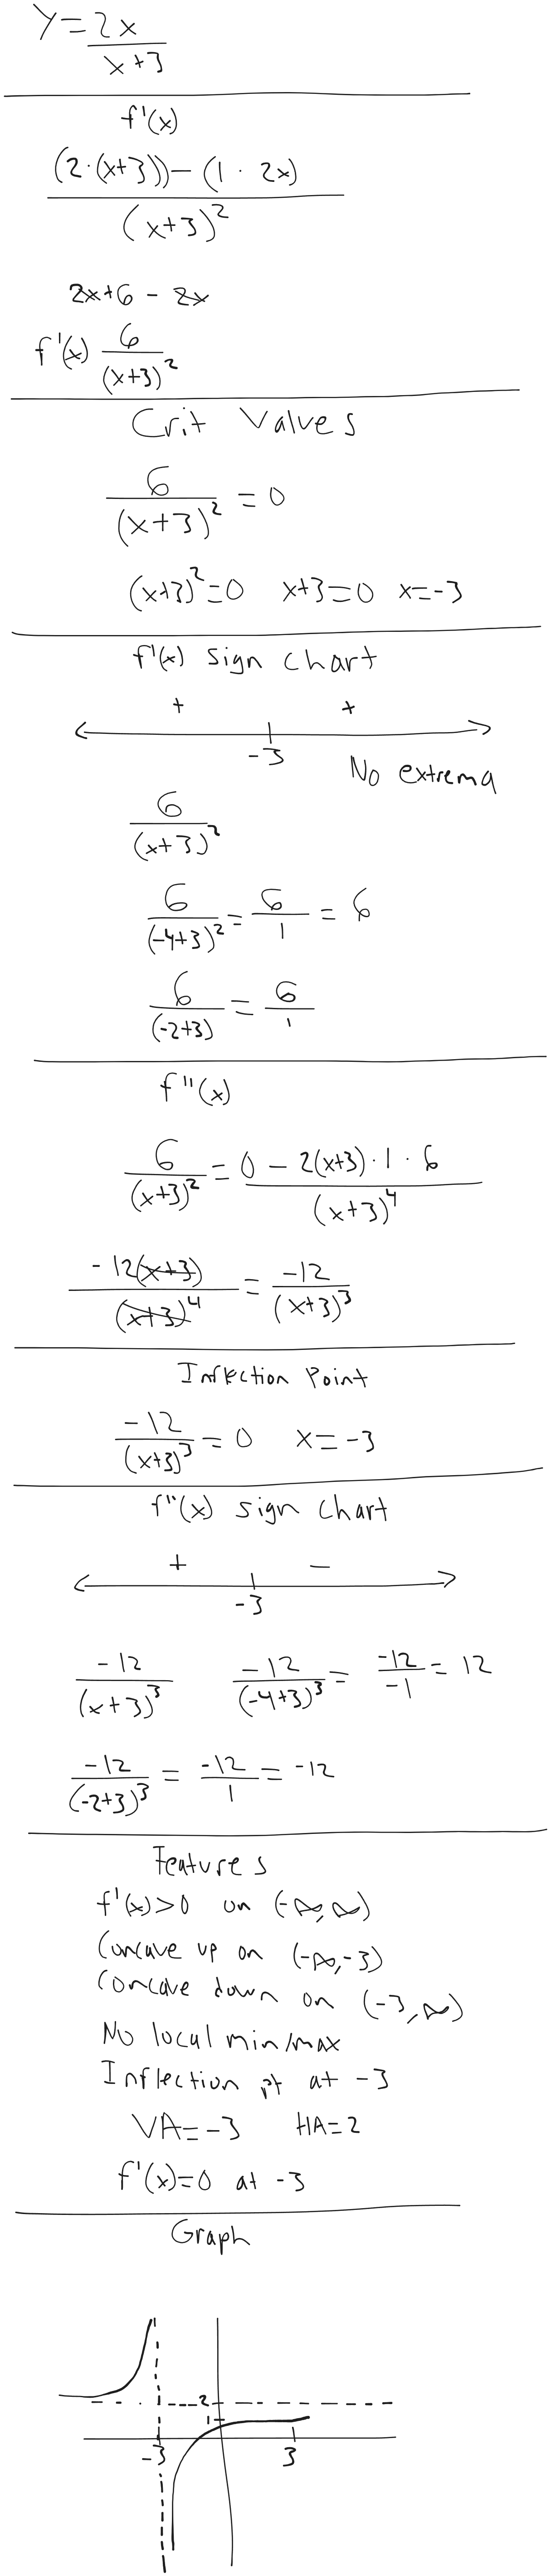 Y = 2x / x+3
f'(x)
(2·(x+3)) - (1 · 2x) / (x+3)²
2x+6 - 2x
f'(x) 6 / (x+3)²
Crit Values
6 / (x+3)² = 0
(x+3)²=0 x+3=0 x=-3
f'(x) sign chart
+ +
-3
No extrema
6 / (x+3)²
6 / (-4+3)² = 6 / 1 = 6
6 / (-2+3) = 6 / 1
f''(x)
6 / (x+3)² = 0 - 2(x+3) · 1 · 6 / (x+3)⁴
-12(x+3) / (x+3)⁴ = -12 / (x+3)³
Inflection Point
-12 / (x+3)³ = 0 x=-3
f''(x) sign chart
+ -
-3
-12 / (x+3)³ -12 / (-4+3)³ = -12 / -1 = 12
-12 / (-2+3)³ = -12 / 1 = -12
Features
f'(x)>0 on (-∞,∞)
Concave up on (-∞,-3)
Concave down on (-3,∞)
No local min/max
Inflection pt at -3
VA=-3 HA=2
f'(x)=0 at -3
Graph
2
1
-3 3